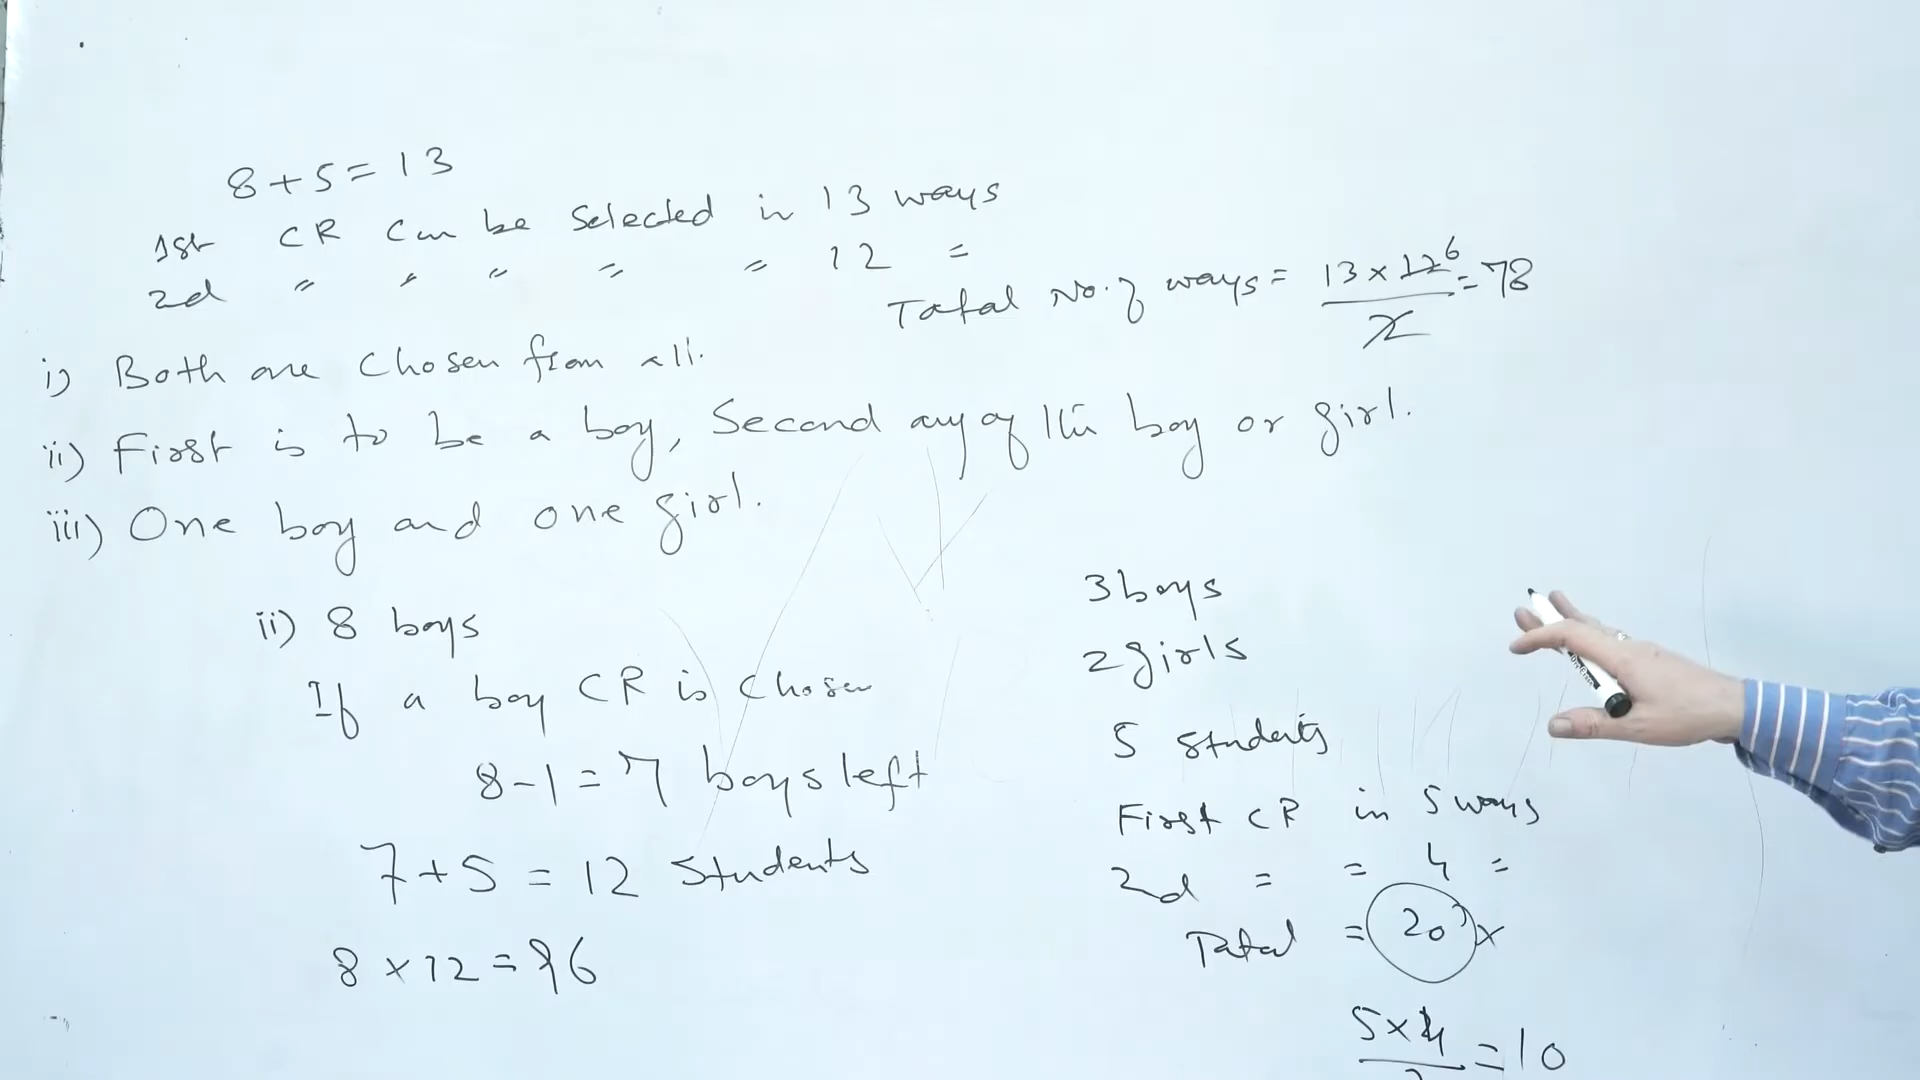 8+5=13
1st CR Can be Selected in 13 ways
2d " " " " " 12 =
Total No. of ways = 13 × 12 6 / 2 = 78
i) Both are chosen from all.
ii) First is to be a boy, Second any of the boy or girl.
iii) One boy and one girl.
ii) 8 boys
If a boy CR is chosen
8-1=7 boys left
7+5=12 Students
8×12=96
3 boys
2 girls
5 students
First CR in 5 ways
2d = = 4 =
Total = 20 ×
5×4 / 2 = 10